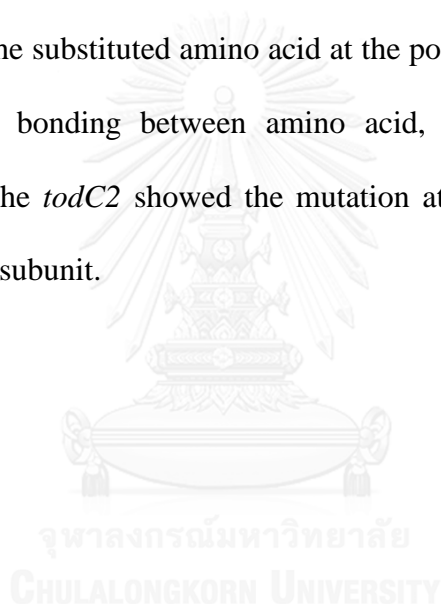 he substituted amino acid at the po
bonding between amino acid,
he todC2 showed the mutation at
subunit.
จุฬาลงกรณ์มหาวิทยาลัย
CHULALONGKORN UNIVERSITY